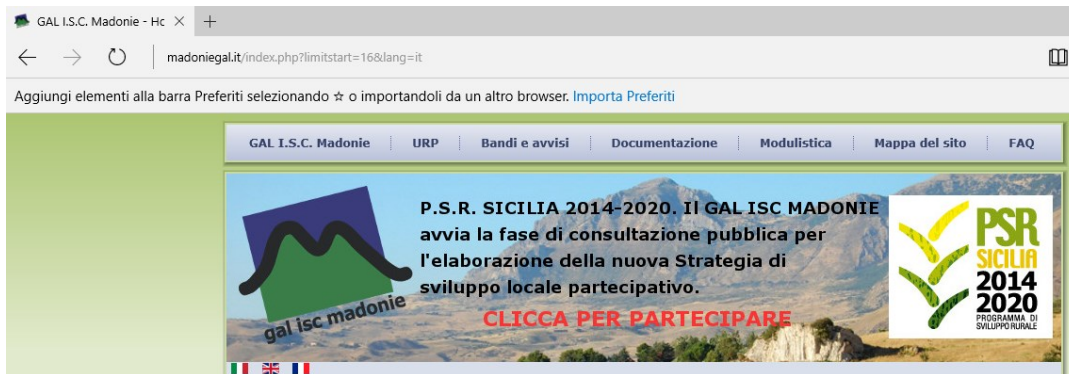 GAL I.S.C. Madonie - Hc
madoniegal.it/index.php?limitstart=16&lang=it
Aggiungi elementi alla barra Preferiti selezionando ☆ o importandoli da un altro browser. Importa Preferiti
GAL I.S.C. Madonie URP Bandi e avvisi Documentazione Modulistica Mappa del sito FAQ
gal isc madonie
P.S.R. SICILIA 2014-2020. Il GAL ISC MADONIE
avvia la fase di consultazione pubblica per
l'elaborazione della nuova Strategia di
sviluppo locale partecipativo.
CLICCA PER PARTECIPARE
PSR
SICILIA
2014
2020
PROGRAMMA DI
SVILUPPO RURALE